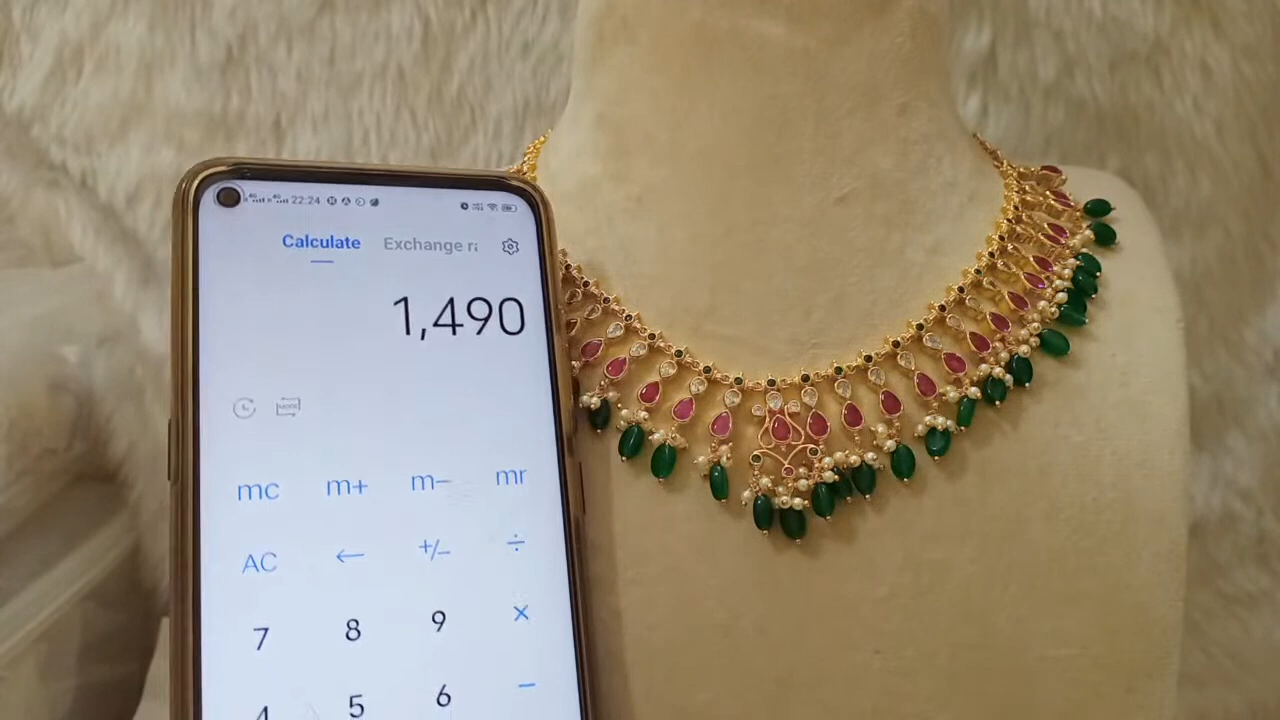 22:24
Calculate Exchange ra
1,490
mc m+ m− mr
AC ← +/− ÷
7 8 9 ×
4 5 6 −